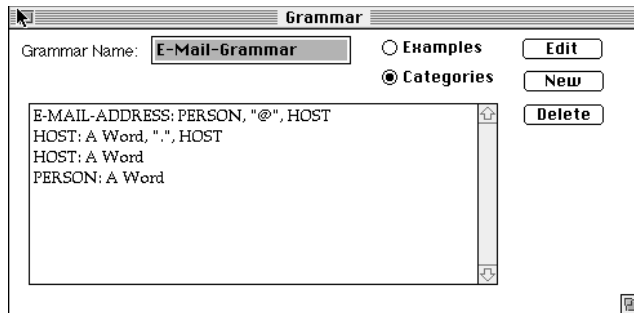 Grammar
Grammar Name: E-Mail-Grammar
Examples
Categories
Edit
New
Delete
E-MAIL-ADDRESS: PERSON, "@", HOST
HOST: A Word, ".", HOST
HOST: A Word
PERSON: A Word